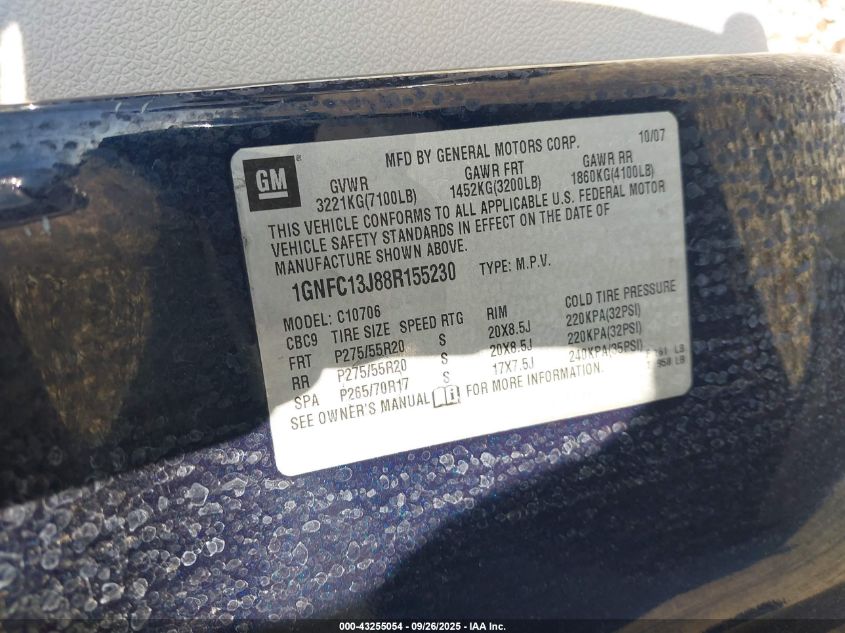 GM ®
MFD BY GENERAL MOTORS CORP. 10/07
GVWR GAWR FRT GAWR RR
3221KG(7100LB) 1452KG(3200LB) 1860KG(4100LB)
THIS VEHICLE CONFORMS TO ALL APPLICABLE U.S. FEDERAL MOTOR
VEHICLE SAFETY STANDARDS IN EFFECT ON THE DATE OF
MANUFACTURE SHOWN ABOVE.
1GNFC13J88R155230 TYPE: M.P.V.
MODEL: C10706
CBC9 TIRE SIZE SPEED RTG RIM COLD TIRE PRESSURE
FRT P275/55R20 S 20X8.5J 220KPA(32PSI)
RR P275/55R20 S 20X8.5J 220KPA(32PSI)
SPA P265/70R17 S 17X7.5J 240KPA(35PSI)
SEE OWNER'S MANUAL FOR MORE INFORMATION.
LB
LB
000-43255054 - 09/26/2025 - IAA Inc.